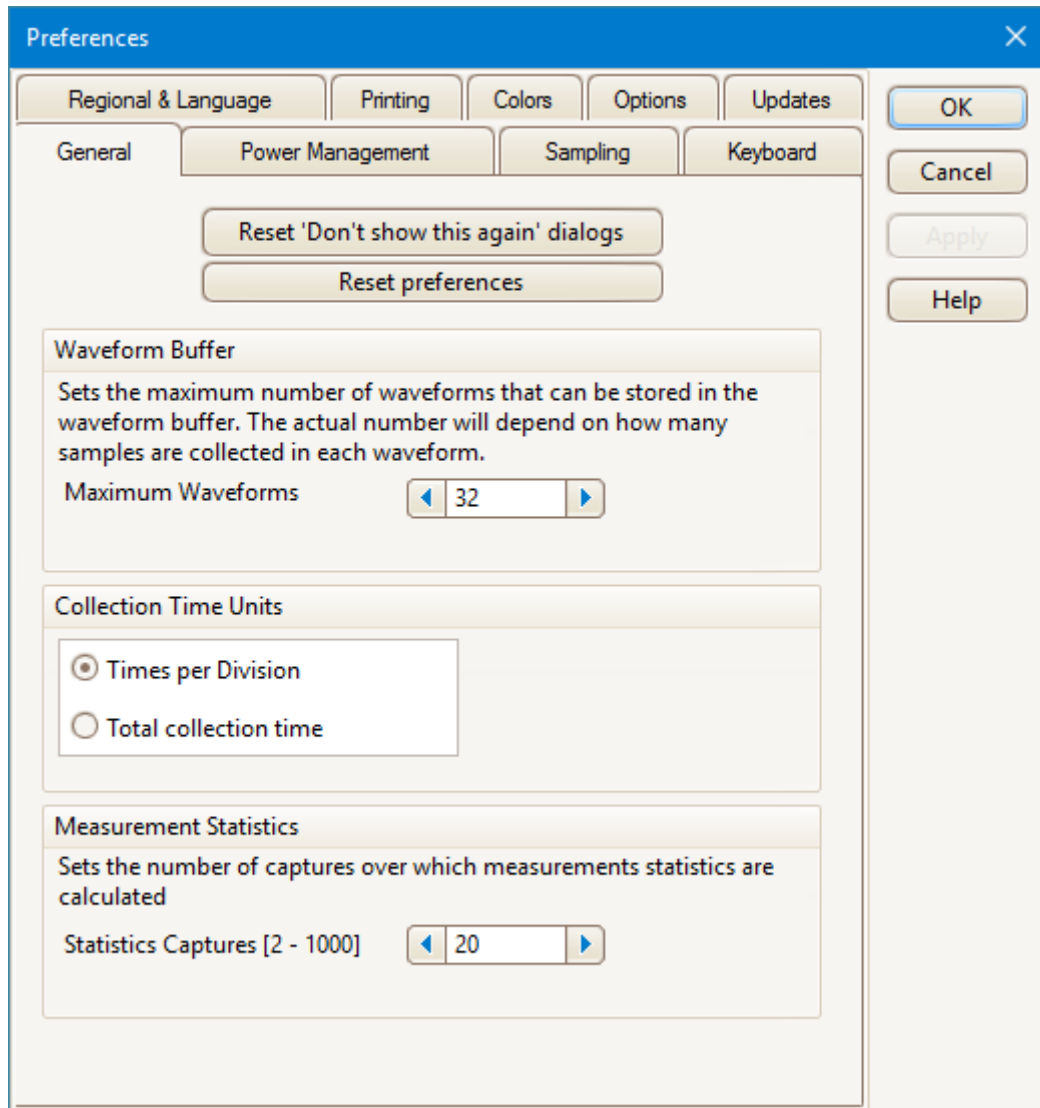 Preferences
Regional & Language Printing Colors Options Updates
General Power Management Sampling Keyboard
OK
Cancel
Apply
Help
Reset 'Don't show this again' dialogs
Reset preferences
Waveform Buffer
Sets the maximum number of waveforms that can be stored in the
waveform buffer. The actual number will depend on how many
samples are collected in each waveform.
Maximum Waveforms 32
Collection Time Units
Times per Division
Total collection time
Measurement Statistics
Sets the number of captures over which measurements statistics are
calculated
Statistics Captures [2 - 1000] 20